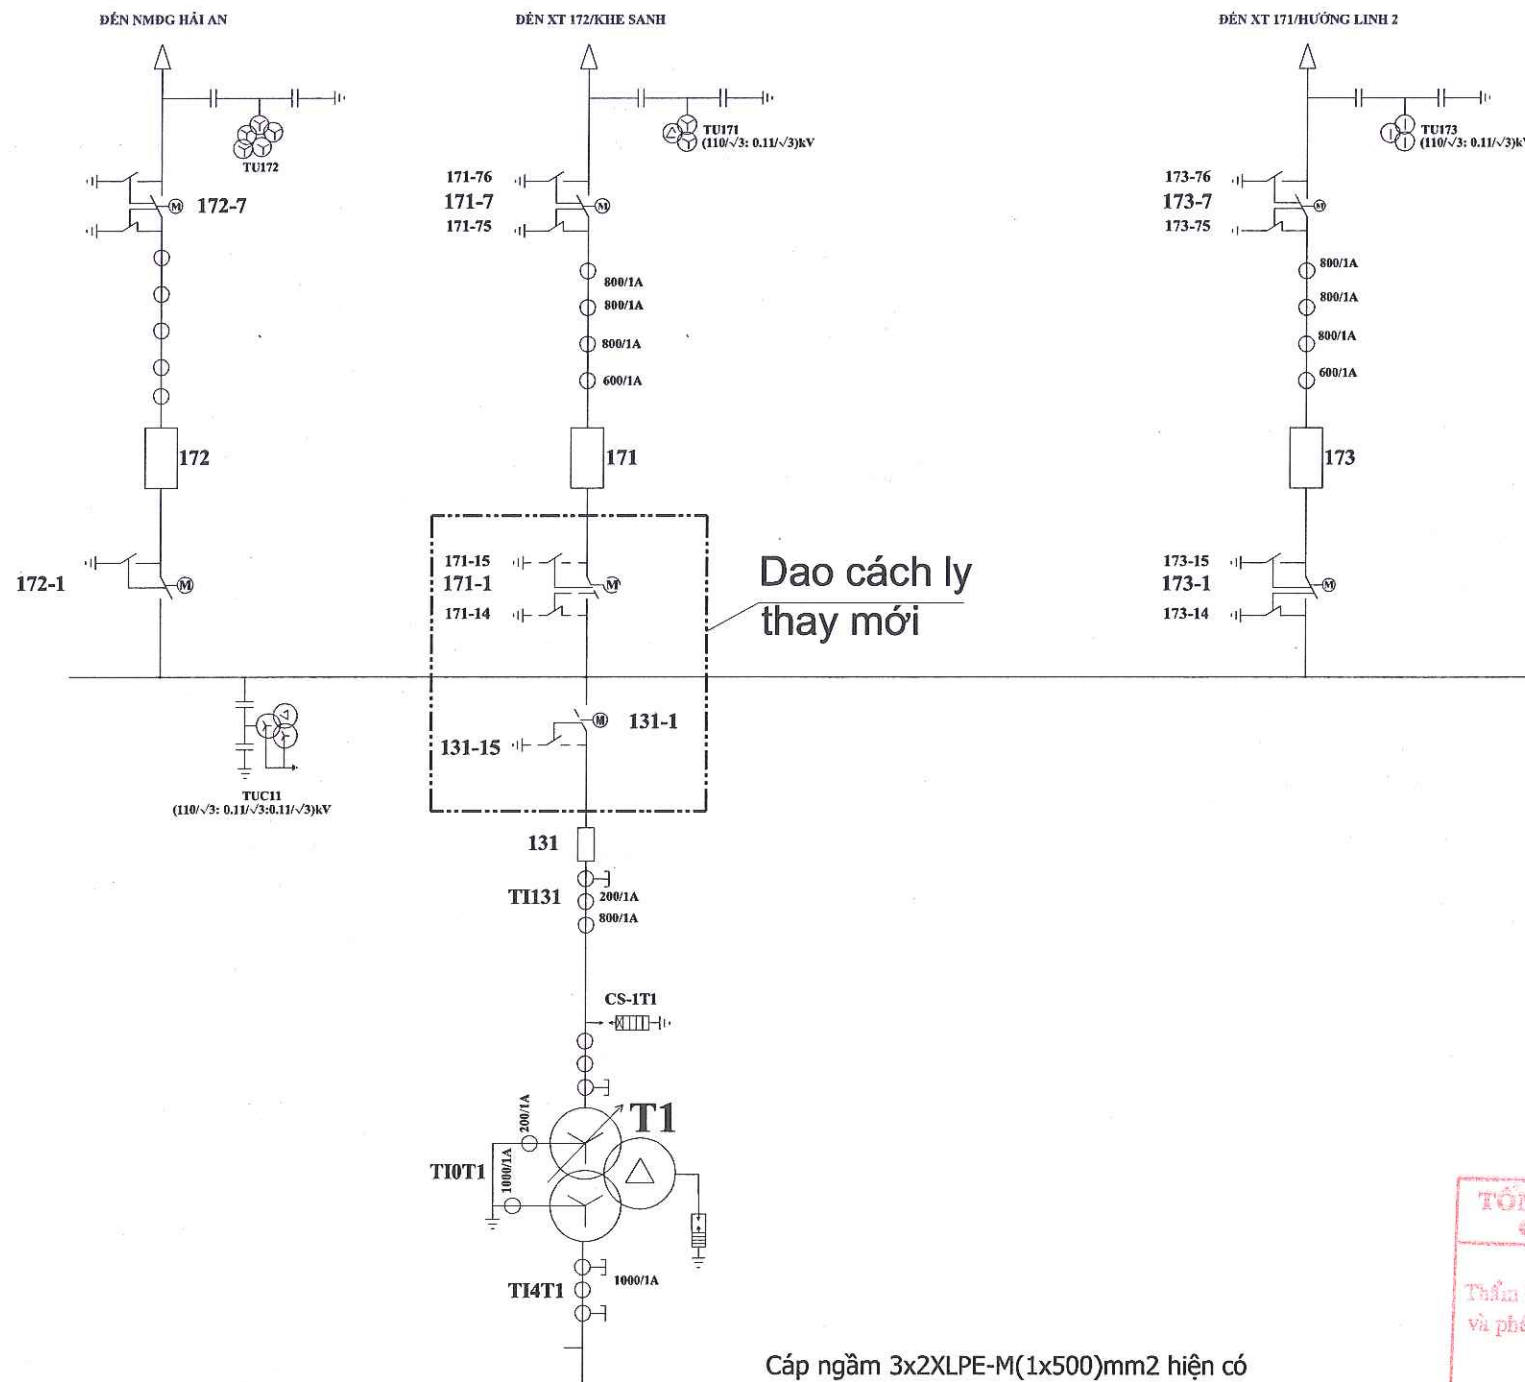 ĐẾN NMĐG HẢI AN
ĐẾN XT 172/KHE SANH
ĐẾN XT 171/HƯỚNG LINH 2
TU172
TU171
(110/√3: 0.11/√3)kV
TU173
(110/√3: 0.11/√3)kV
172-7
171-76
171-7
171-75
173-76
173-7
173-75
M
M
M
800/1A
800/1A
800/1A
600/1A
800/1A
800/1A
800/1A
600/1A
172
171
173
172-1
M
171-15
171-1
M
171-14
Dao cách ly
thay mới
173-15
173-1
M
173-14
131-1
M
131-15
TUC11
(110/√3: 0.11/√3:0.11/√3)kV
131
TI131
200/1A
800/1A
CS-1T1
T1
200/1A
TI0T1
1000/1A
TI4T1
1000/1A
Cáp ngầm 3x2XLPE-M(1x500)mm2 hiện có
Thẩm